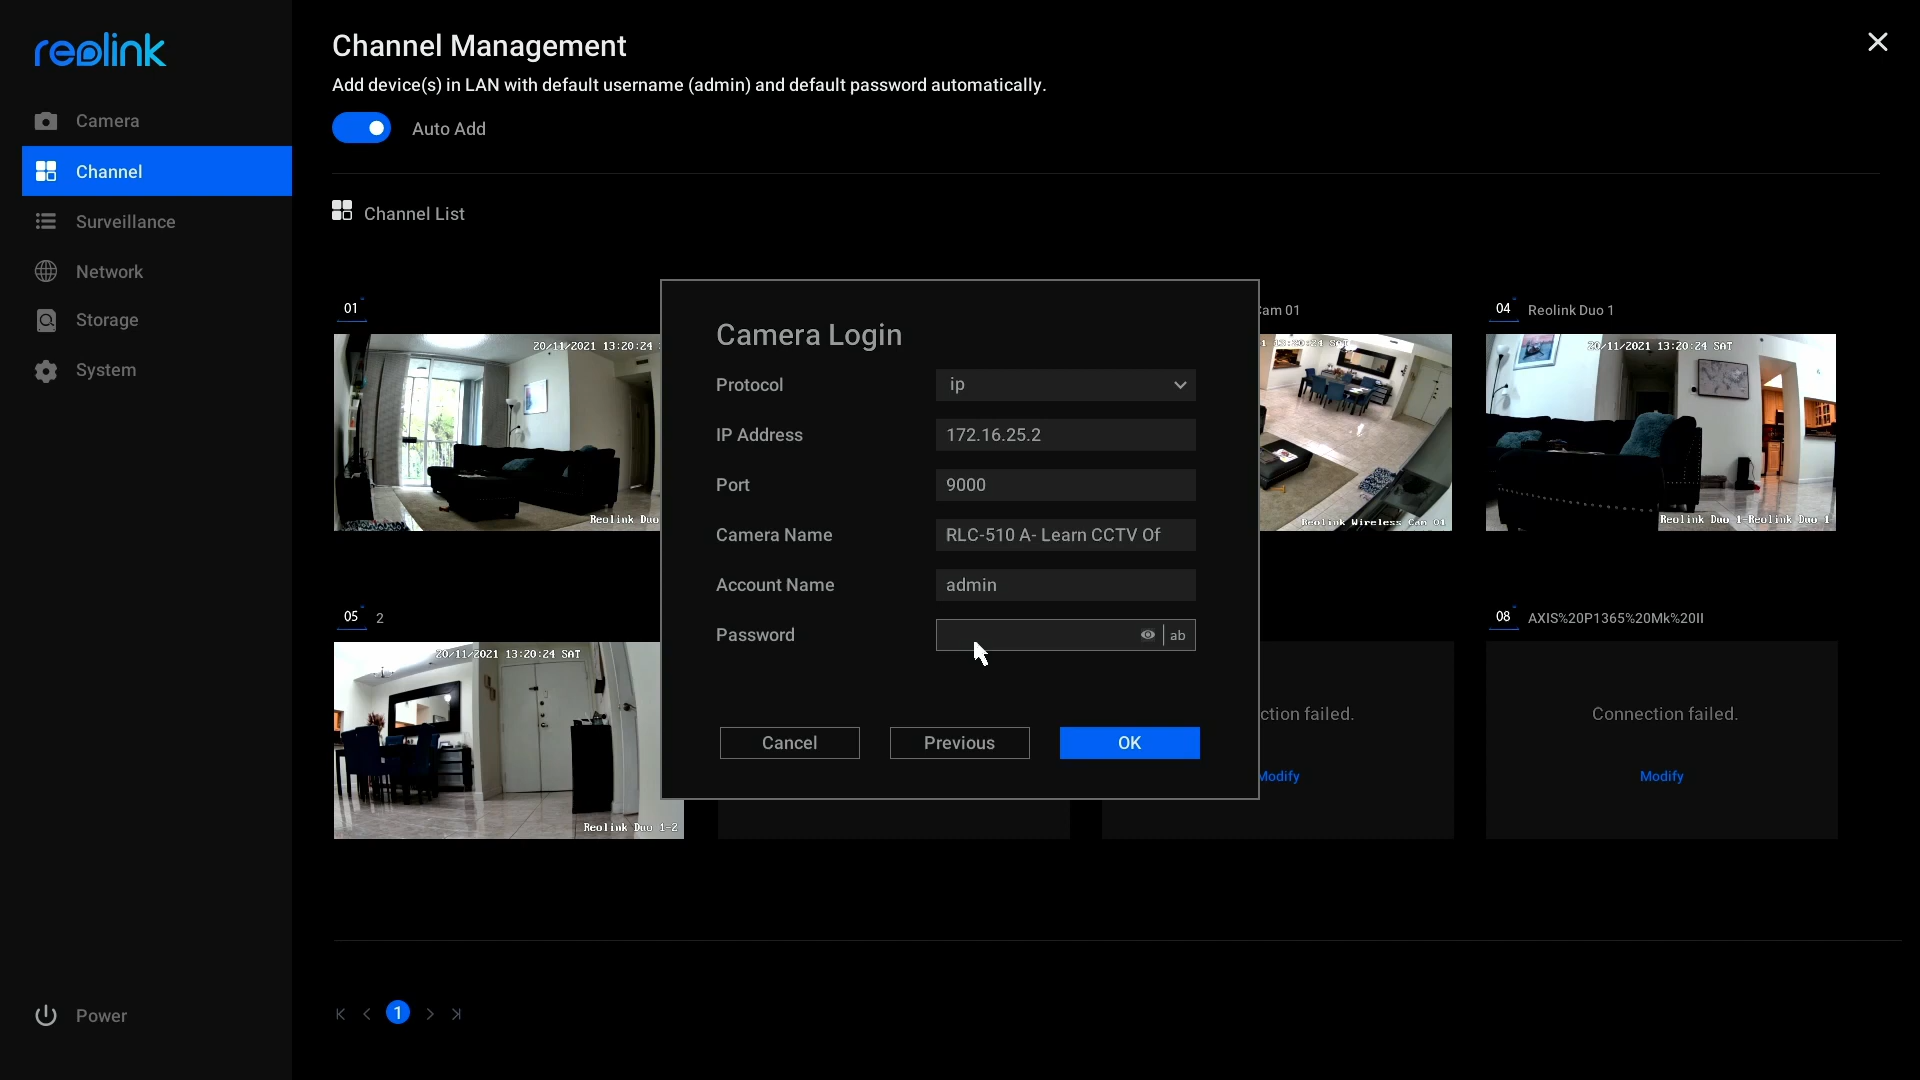 reolink
Camera
Channel
Surveillance
Network
Storage
System
Power
Channel Management
Add device(s) in LAN with default username (admin) and default password automatically.
Auto Add
Channel List
01
20/11/2021 13:20:24
Reolink Duo
Cam 01
Reolink Wireless Cam 01
04 Reolink Duo 1
20/11/2021 13:20:24 SAT
Reolink Duo 1-Reolink Duo 1
Camera Login
Protocol ip
IP Address 172.16.25.2
Port 9000
Camera Name RLC-510 A- Learn CCTV Of
Account Name admin
Password ab
Cancel Previous OK
05 2
20/11/2021 13:20:24 SAT
Reolink Duo 1-2
ction failed.
Modify
08 AXIS%20P1365%20Mk%20II
Connection failed.
Modify
1